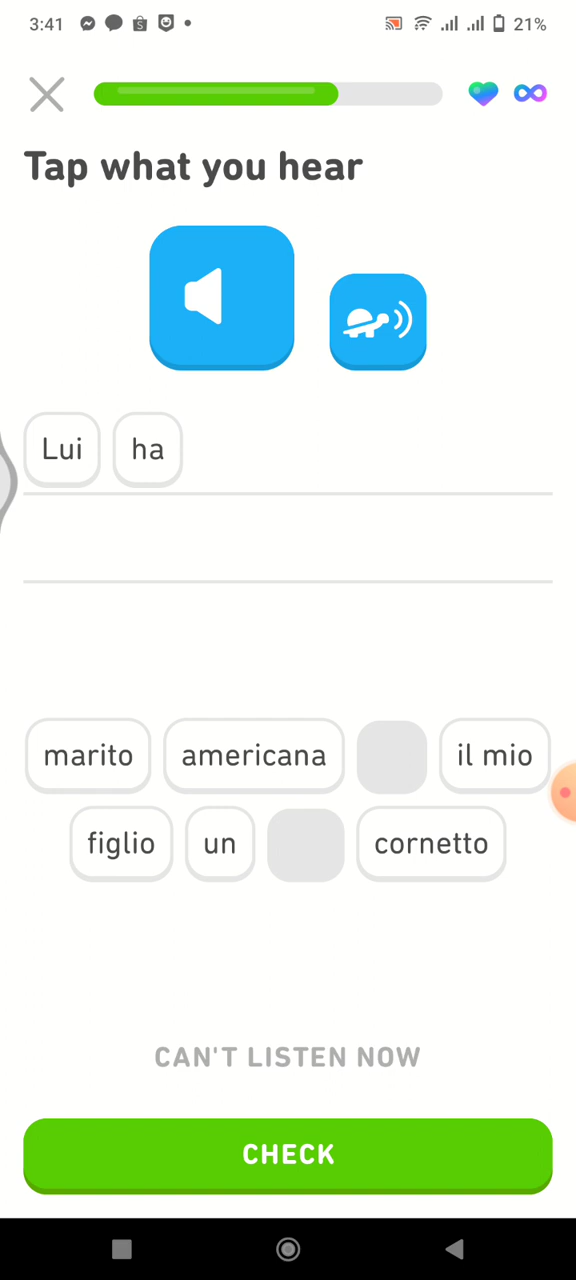 3:41 21%
Tap what you hear
Lui ha
marito americana il mio
figlio un cornetto
CAN'T LISTEN NOW
CHECK